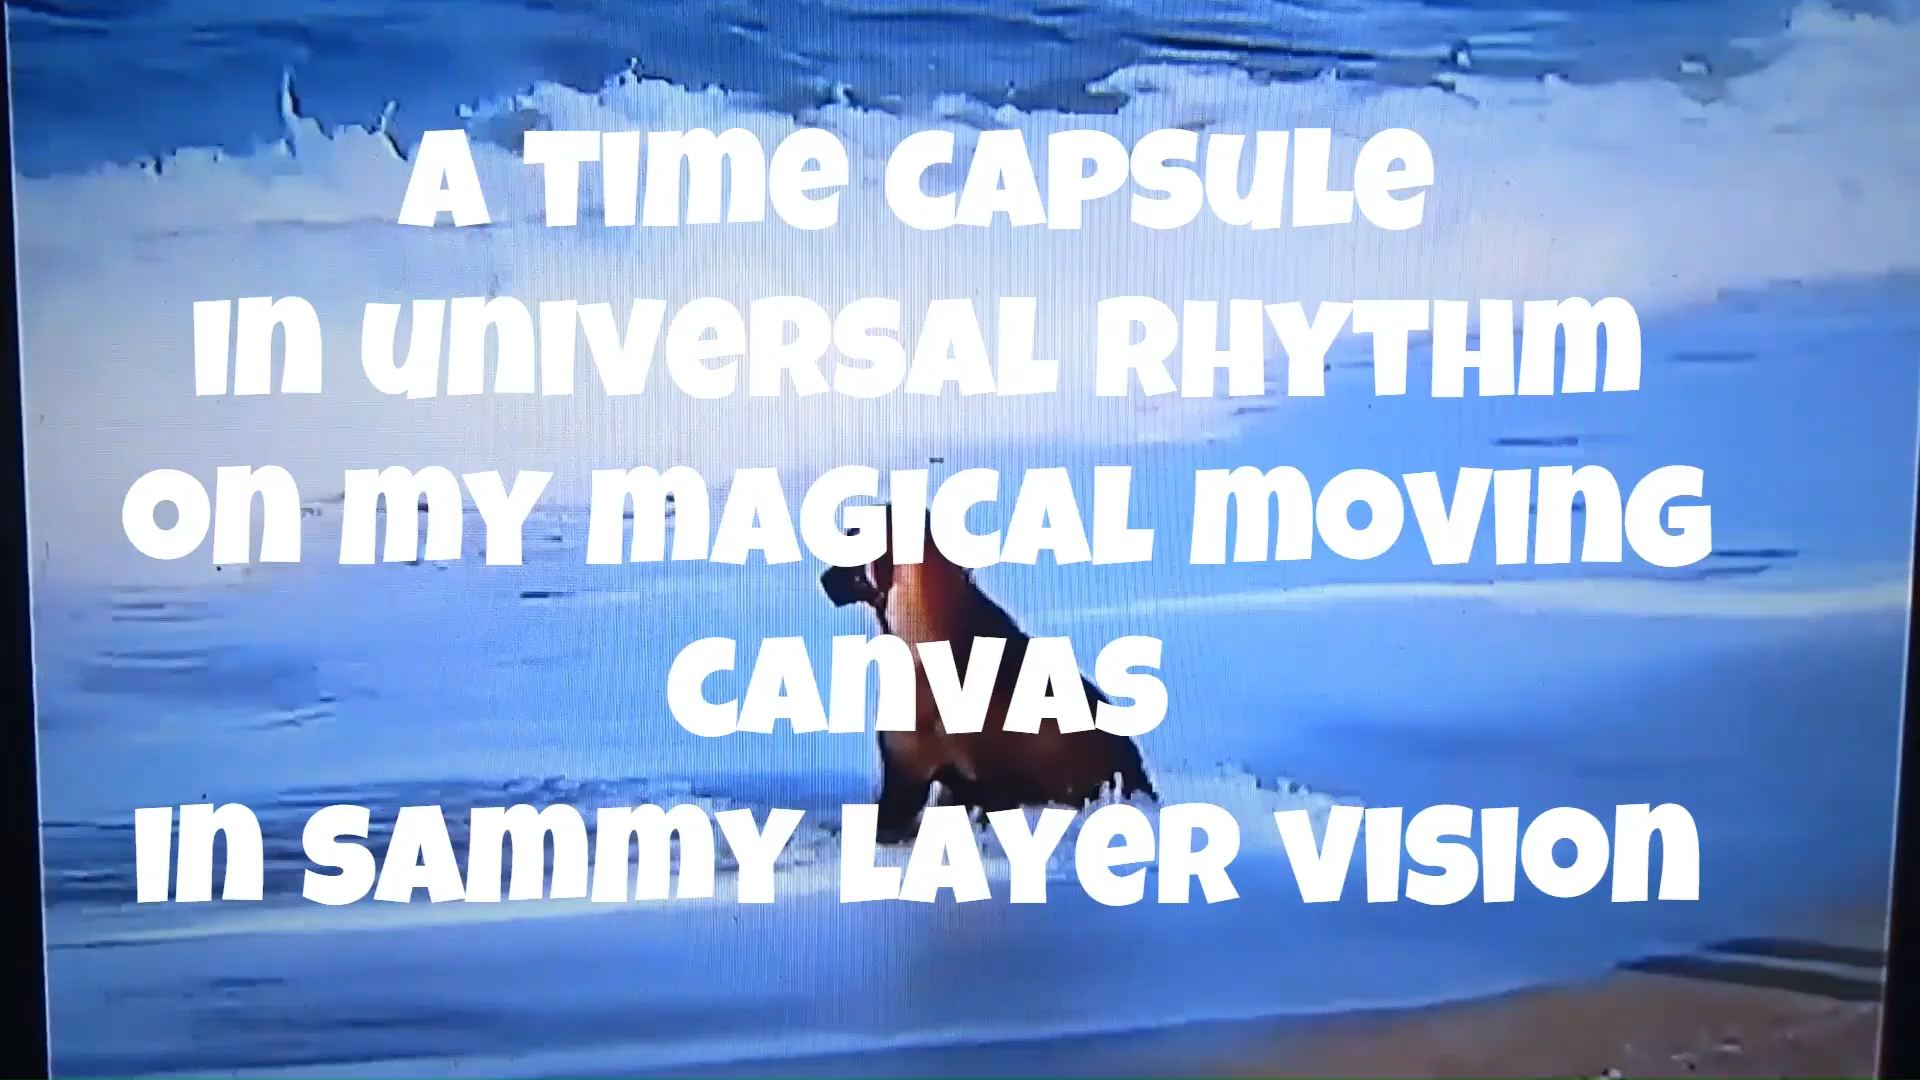 A TIME CAPSULE
IN UNIVERSAL RHYTHM
ON MY MAGICAL MOVING
CANVAS
IN SAMMY LAYER VISION